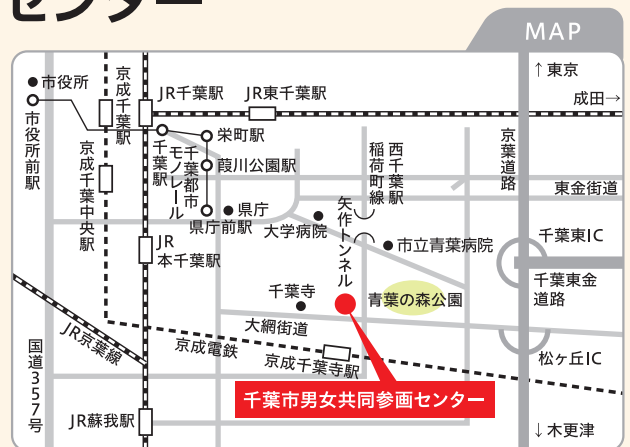 センター
MAP
市役所
市役所前駅
京成千葉駅
JR千葉駅
JR東千葉駅
↑東京
成田→
栄町駅
千葉駅
千葉都市
モノレール
葭川公園駅
京成千葉中央駅
県庁
県庁前駅
大学病院
西千葉駅
稲荷町線
矢作トンネル
京葉道路
東金街道
市立青葉病院
千葉東IC
千葉東金
道路
JR
本千葉駅
千葉寺
青葉の森公園
大網街道
JR京葉線
京成電鉄
京成千葉寺駅
松ヶ丘IC
国道357号
千葉市男女共同参画センター
JR蘇我駅
↓木更津